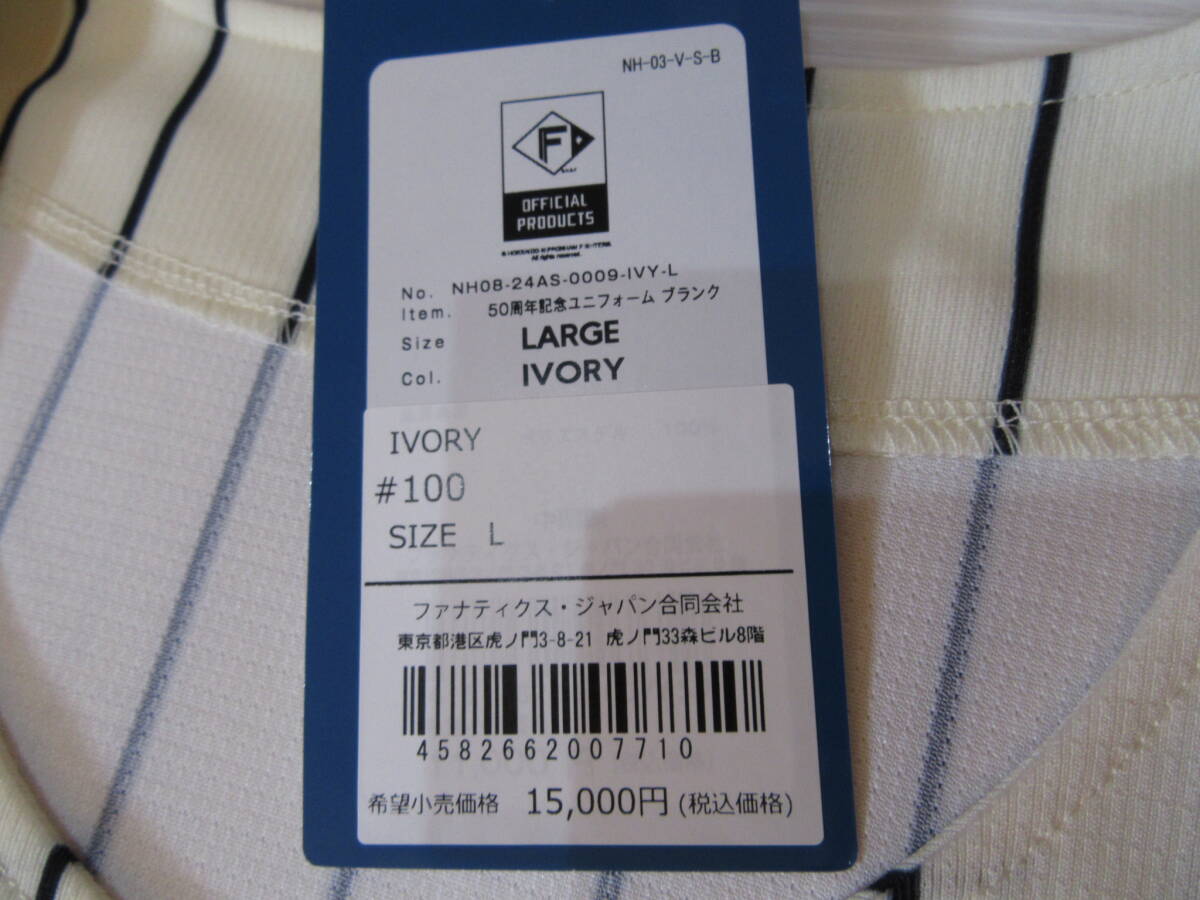 NH-03-V-S-B
F
OFFICIAL
PRODUCTS
All rights reserved.
No. NH08-24AS-0009-IVY-L
Item. 50周年記念ユニフォーム ブランク
Size LARGE
Col. IVORY
IVORY
#100
SIZE L
ファナティクス・ジャパン合同会社
東京都港区虎ノ門3-8-21 虎ノ門33森ビル8階
4582662007710
希望小売価格 15,000円 (税込価格)